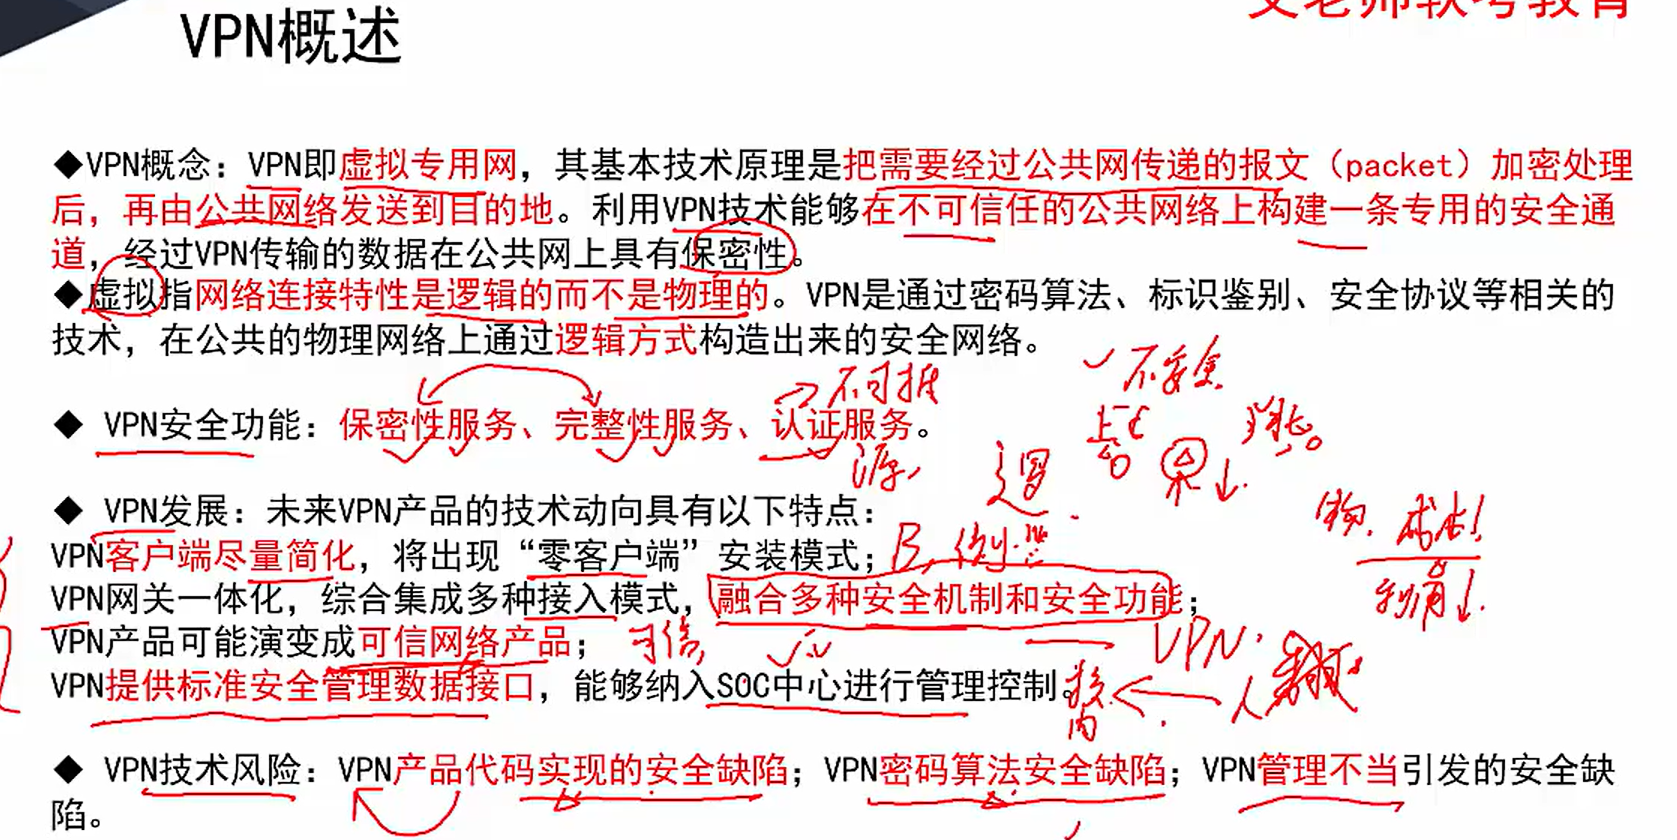 文老师软考教育
VPN概述
◆VPN概念：VPN即虚拟专用网，其基本技术原理是把需要经过公共网传递的报文（packet）加密处理
后，再由公共网络发送到目的地。利用VPN技术能够在不可信任的公共网络上构建一条专用的安全通
道，经过VPN传输的数据在公共网上具有保密性。
◆虚拟指网络连接特性是逻辑的而不是物理的。VPN是通过密码算法、标识鉴别、安全协议等相关的
技术，在公共的物理网络上通过逻辑方式构造出来的安全网络。
不安全
不可抵
◆ VPN安全功能：保密性服务、完整性服务、认证服务。
源
◆ VPN发展：未来VPN产品的技术动向具有以下特点：
VPN客户端尽量简化，将出现“零客户端”安装模式；
VPN网关一体化，综合集成多种接入模式，融合多种安全机制和安全功能；
VPN产品可能演变成可信网络产品；
可信
VPN
VPN提供标准安全管理数据接口，能够纳入SOC中心进行管理控制。
人
内
◆ VPN技术风险：VPN产品代码实现的安全缺陷；VPN密码算法安全缺陷；VPN管理不当引发的安全缺
陷。